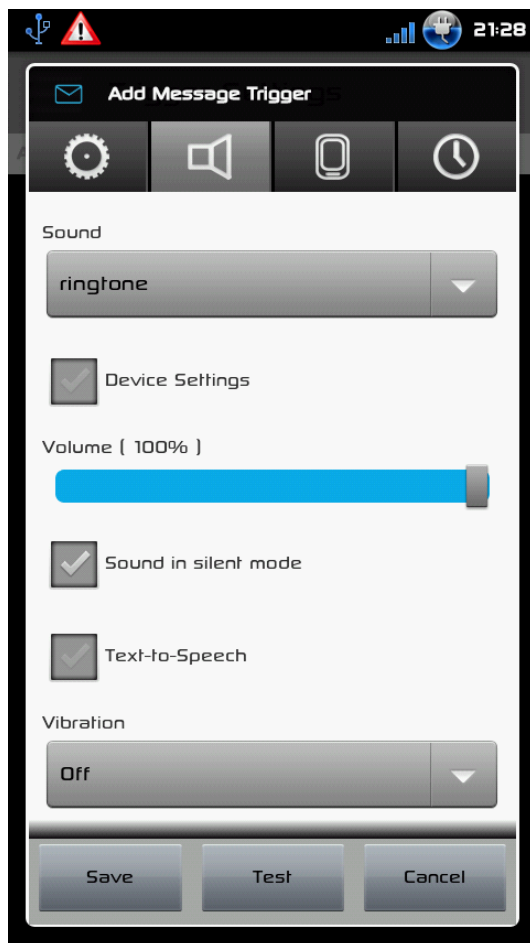 21:28
Add Message Trigger
Sound
ringtone
Device Settings
Volume ( 100% )
Sound in silent mode
Text-to-Speech
Vibration
Off
Save
Test
Cancel